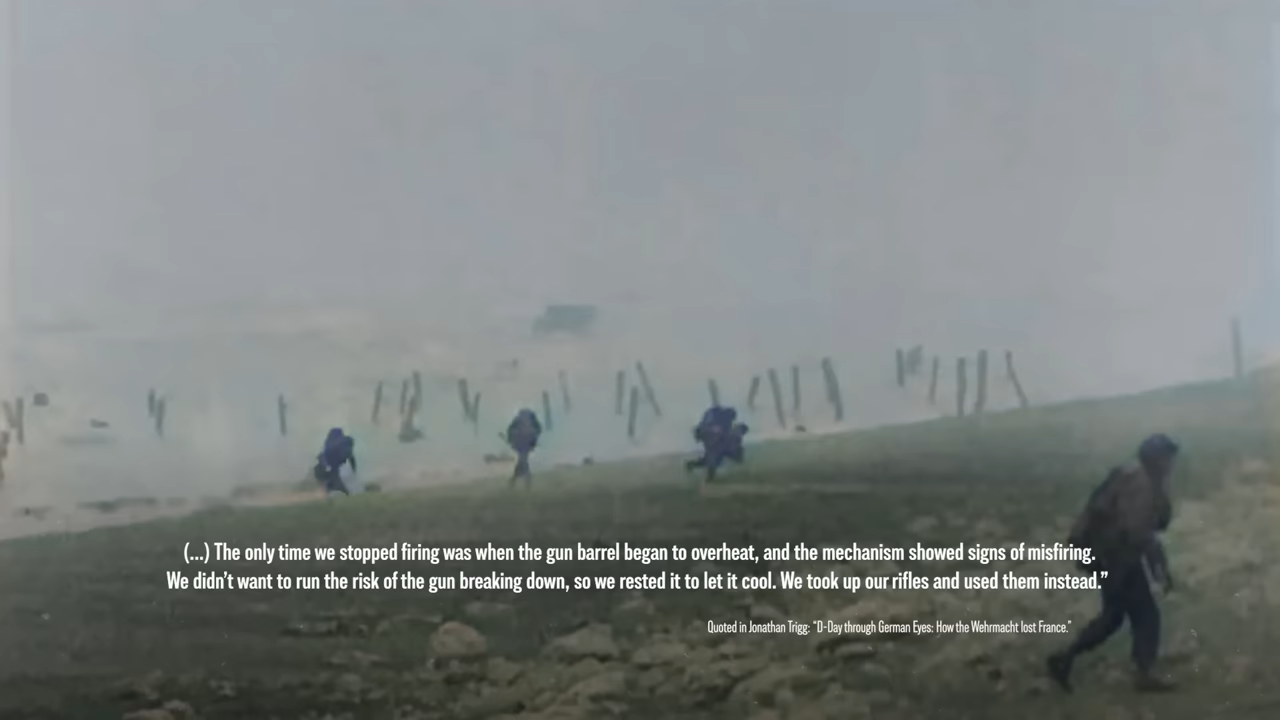 (...) The only time we stopped firing was when the gun barrel began to overheat, and the mechanism showed signs of misfiring.
We didn’t want to run the risk of the gun breaking down, so we rested it to let it cool. We took up our rifles and used them instead.”
Quoted in Jonathan Trigg: “D-Day through German Eyes: How the Wehrmacht lost France.”